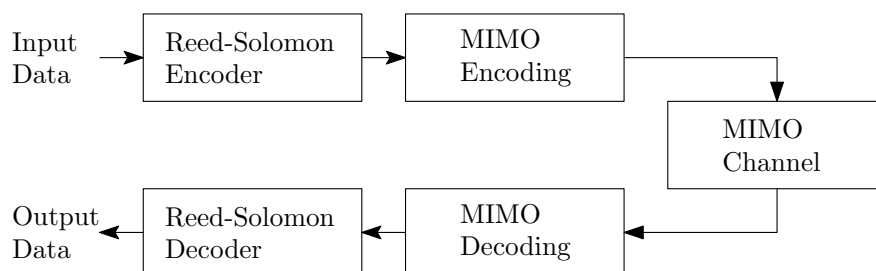 Input
Data
Reed-Solomon
Encoder
MIMO
Encoding
MIMO
Channel
Output
Data
Reed-Solomon
Decoder
MIMO
Decoding